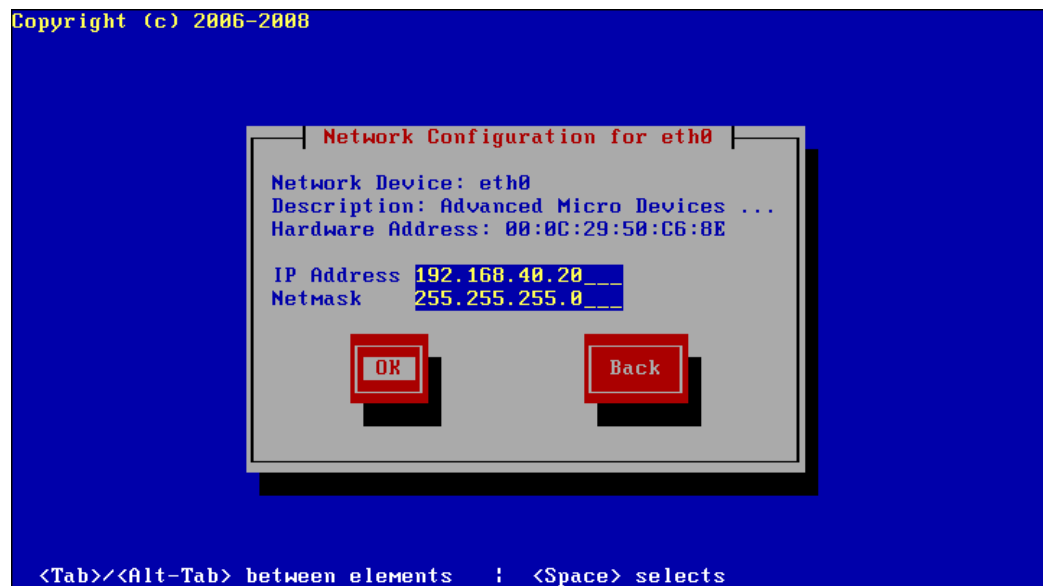 Copyright (c) 2006-2008
Network Configuration for eth0
Network Device: eth0
Description: Advanced Micro Devices ...
Hardware Address: 00:0C:29:50:C6:8E
IP Address 192.168.40.20___
Netmask 255.255.255.0___
OK Back
<Tab>/<Alt-Tab> between elements ¦ <Space> selects